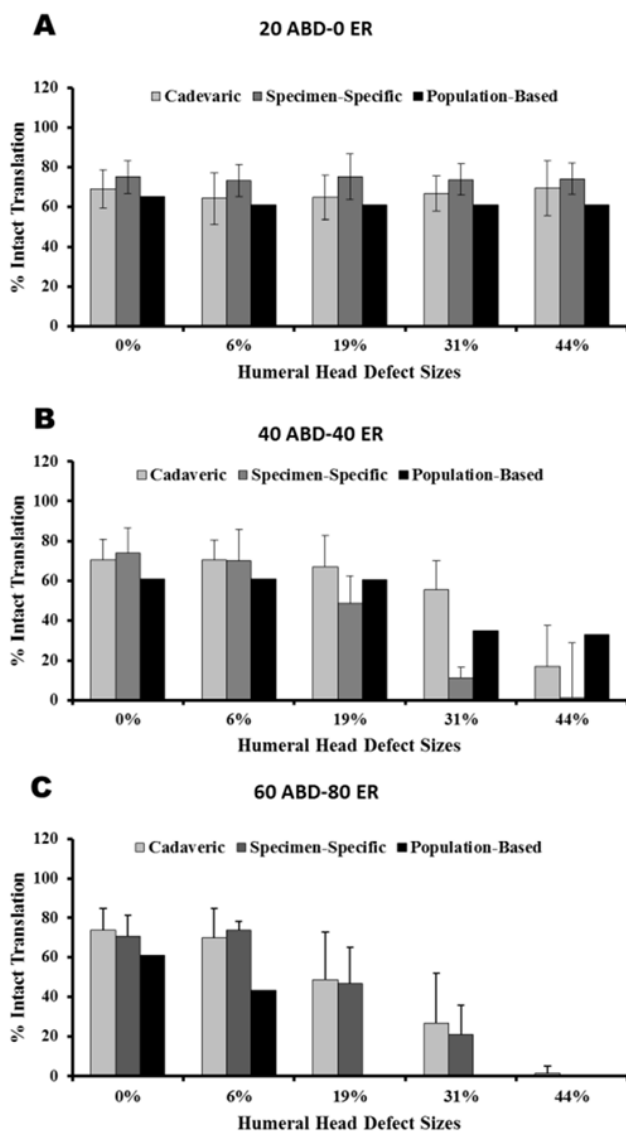 A
20 ABD-0 ER
Cadevaric Specimen-Specific Population-Based
% Intact Translation
120
100
80
60
40
20
0
0% 6% 19% 31% 44%
Humeral Head Defect Sizes
B
40 ABD-40 ER
Cadaveric Specimen-Specific Population-Based
% Intact Translation
120
100
80
60
40
20
0
0% 6% 19% 31% 44%
Humeral Head Defect Sizes
C
60 ABD-80 ER
Cadaveric Specimen-Specific Population-Based
% Intact Translation
120
100
80
60
40
20
0
0% 6% 19% 31% 44%
Humeral Head Defect Sizes